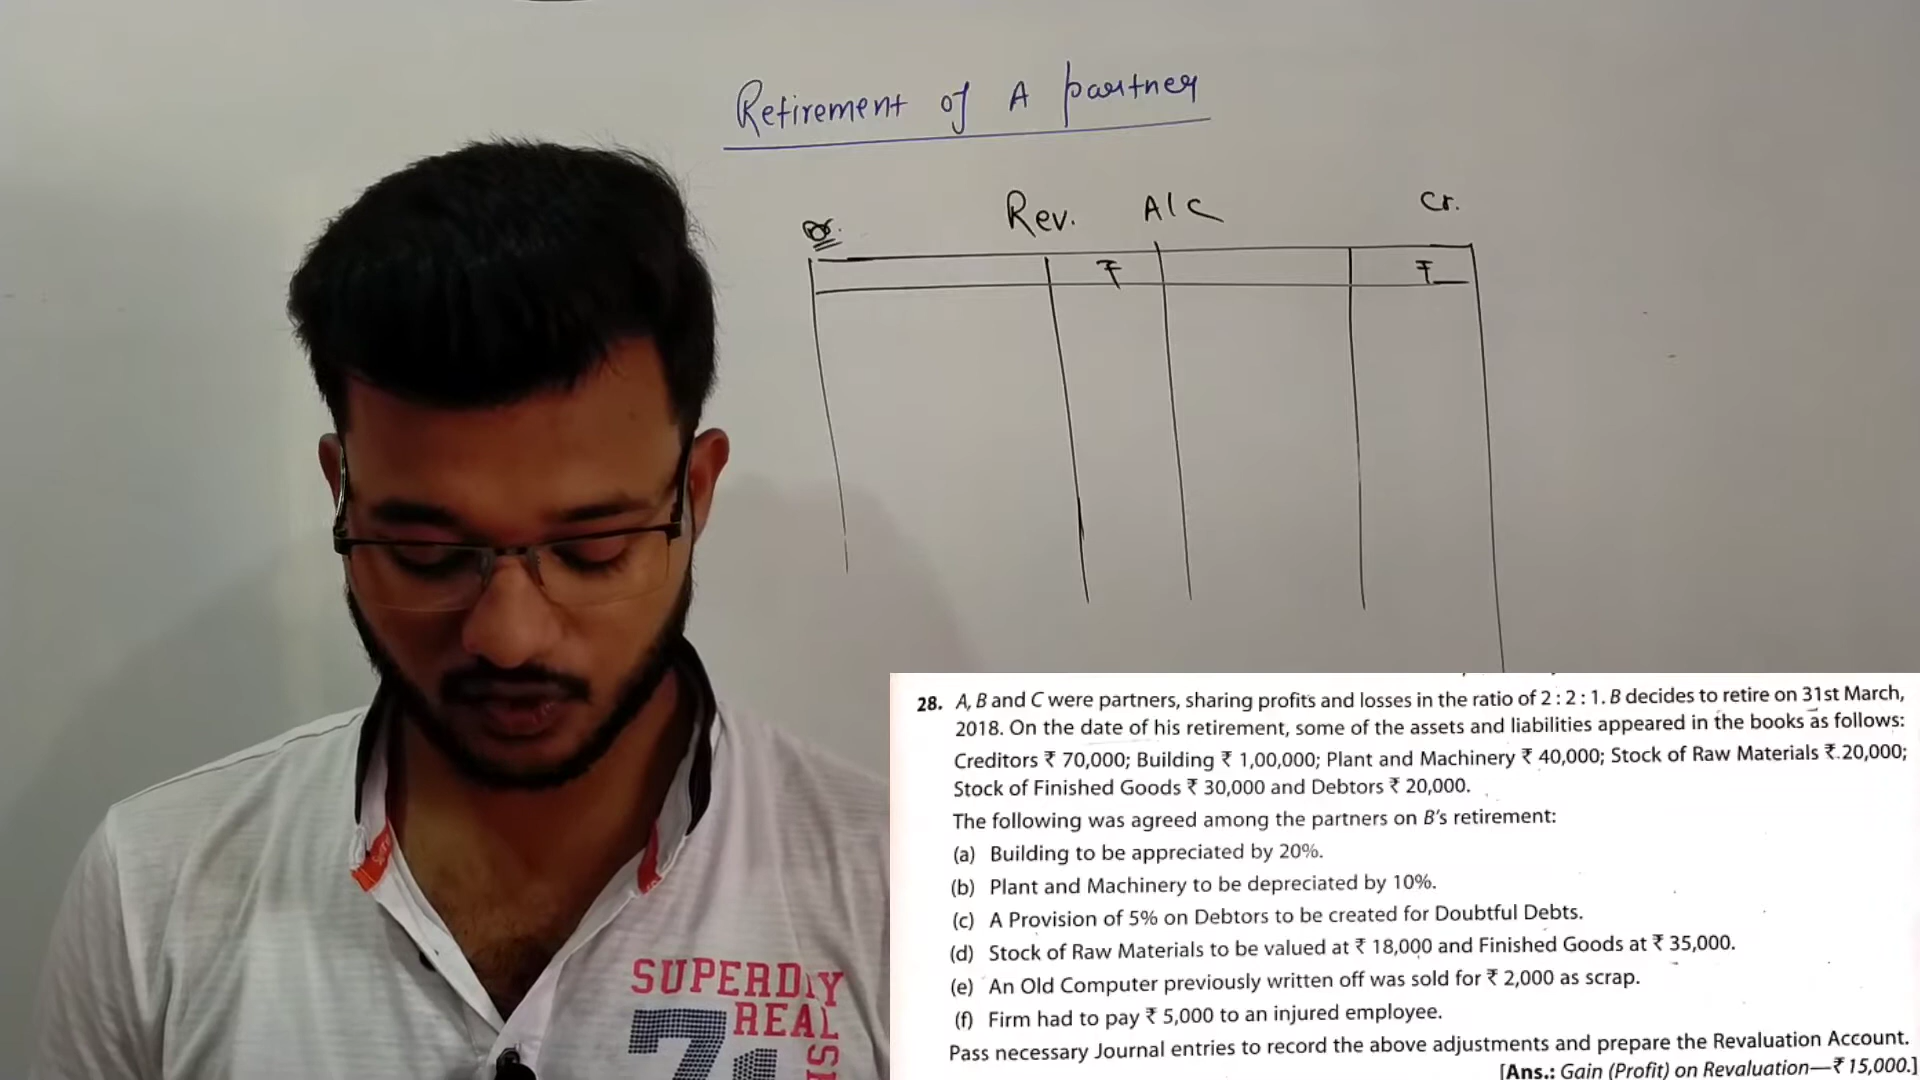 Retirement of A partner
Dr. Rev. A/C Cr.
₹ ₹
28. A, B and C were partners, sharing profits and losses in the ratio of 2 : 2 : 1. B decides to retire on 31st March,
2018. On the date of his retirement, some of the assets and liabilities appeared in the books as follows:
Creditors ₹ 70,000; Building ₹ 1,00,000; Plant and Machinery ₹ 40,000; Stock of Raw Materials ₹ 20,000;
Stock of Finished Goods ₹ 30,000 and Debtors ₹ 20,000.
The following was agreed among the partners on B's retirement:
(a) Building to be appreciated by 20%.
(b) Plant and Machinery to be depreciated by 10%.
(c) A Provision of 5% on Debtors to be created for Doubtful Debts.
(d) Stock of Raw Materials to be valued at ₹ 18,000 and Finished Goods at ₹ 35,000.
(e) An Old Computer previously written off was sold for ₹ 2,000 as scrap.
(f) Firm had to pay ₹ 5,000 to an injured employee.
Pass necessary Journal entries to record the above adjustments and prepare the Revaluation Account.
[Ans.: Gain (Profit) on Revaluation—₹ 15,000.]
SUPERDRY
REAL
71